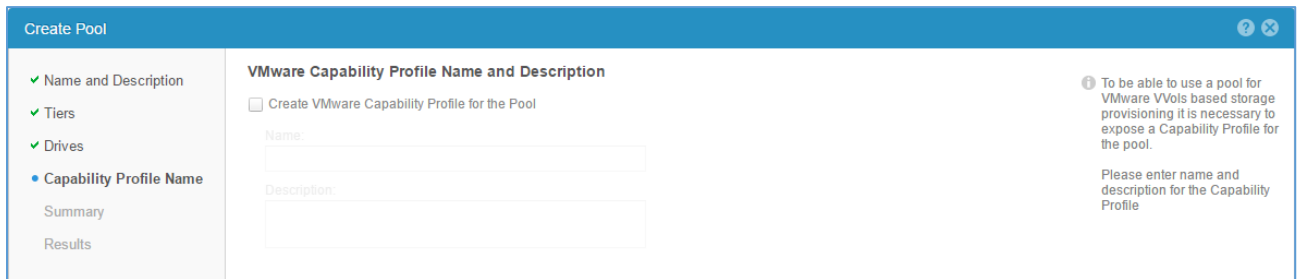 Create Pool
Name and Description
Tiers
Drives
Capability Profile Name
Summary
Results
VMware Capability Profile Name and Description
Create VMware Capability Profile for the Pool
Name:
Description:
To be able to use a pool for
VMware VVols based storage
provisioning it is necessary to
expose a Capability Profile for
the pool.
Please enter name and
description for the Capability
Profile